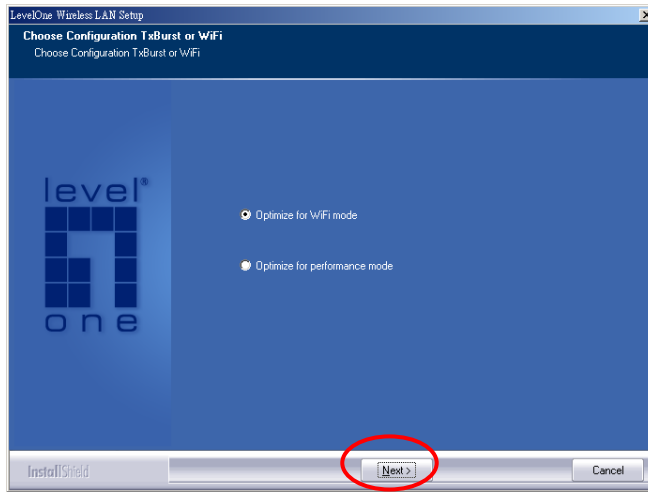 LevelOne Wireless LAN Setup
Choose Configuration TxBurst or WiFi
Choose Configuration TxBurst or WiFi
level®
one
Optimize for WiFi mode
Optimize for performance mode
InstallShield
Next >
Cancel